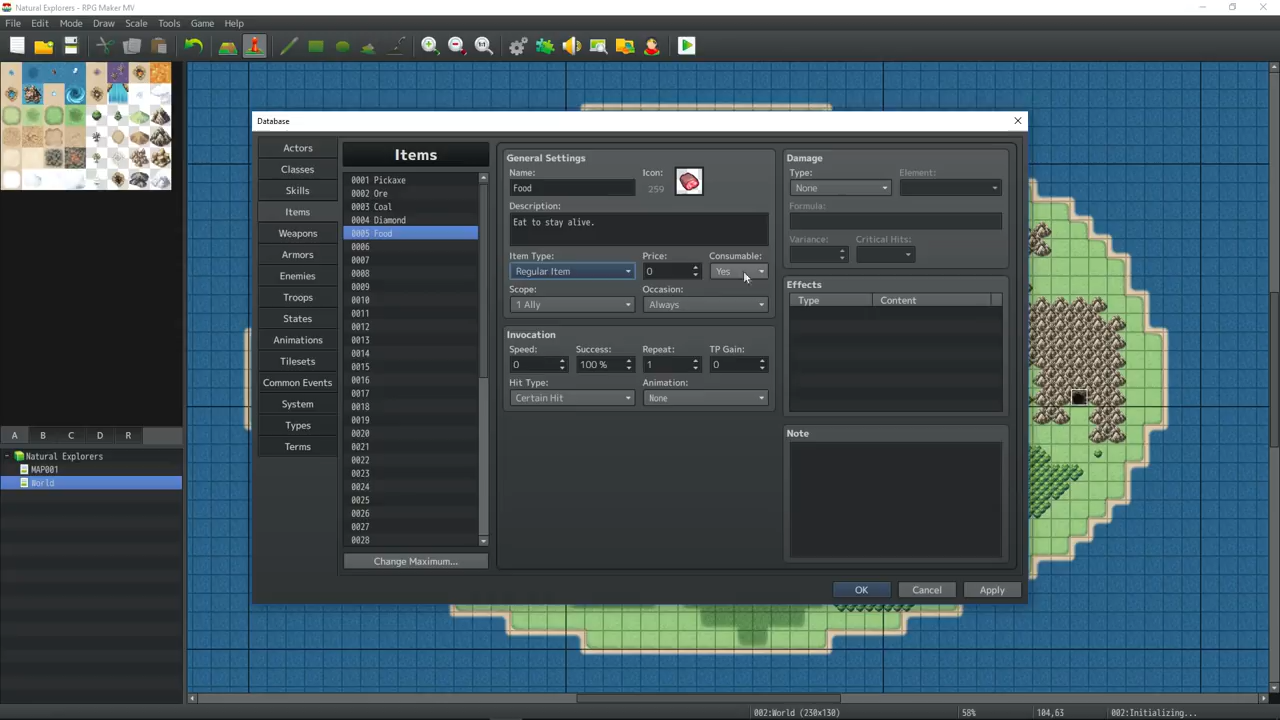 Natural Explorers - RPG Maker MV
File Edit Mode Draw Scale Tools Game Help
Database
Actors
Classes
Skills
Items
Weapons
Armors
Enemies
Troops
States
Animations
Tilesets
Common Events
System
Types
Terms
Items
0001 Pickaxe
0002 Ore
0003 Coal
0004 Diamond
0005 Food
0006
0007
0008
0009
0010
0011
0012
0013
0014
0015
0016
0017
0018
0019
0020
0021
0022
0023
0024
0025
0026
0027
0028
Change Maximum...
General Settings
Name: Icon:
Food 259
Description:
Eat to stay alive.
Item Type: Price: Consumable:
Regular Item 0 Yes
Scope: Occasion:
1 Ally Always
Invocation
Speed: Success: Repeat: TP Gain:
0 100 % 1 0
Hit Type: Animation:
Certain Hit None
Damage
Type: Element:
None
Formula:
Variance: Critical Hits:
Effects
Type Content
Note
OK Cancel Apply
A B C D R
Natural Explorers
MAP001
World
002:World (230x130) 58% 104,63 002:Initializing...